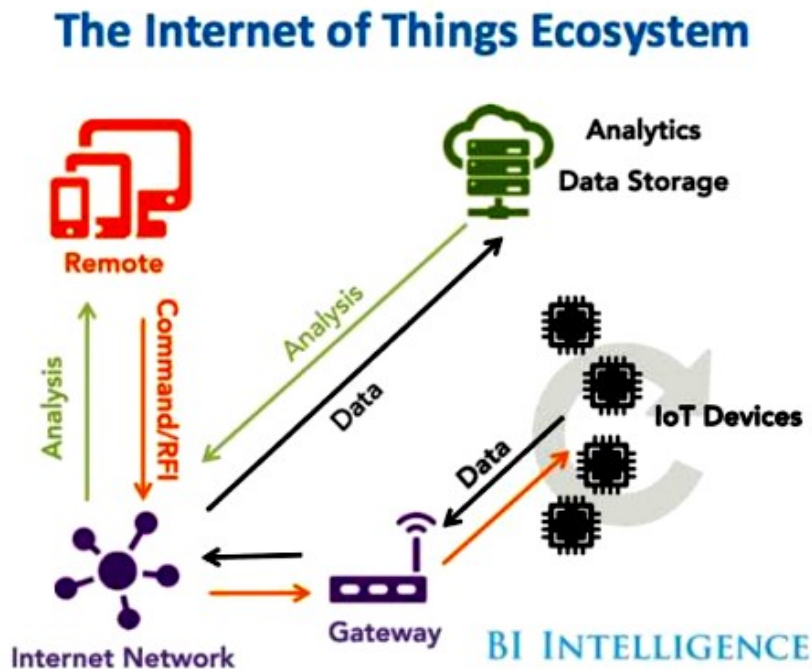 The Internet of Things Ecosystem
Analytics
Data Storage
Remote
Analysis
Command/RFI
Analysis
Data
IoT Devices
Data
Internet Network
Gateway
BI INTELLIGENCE